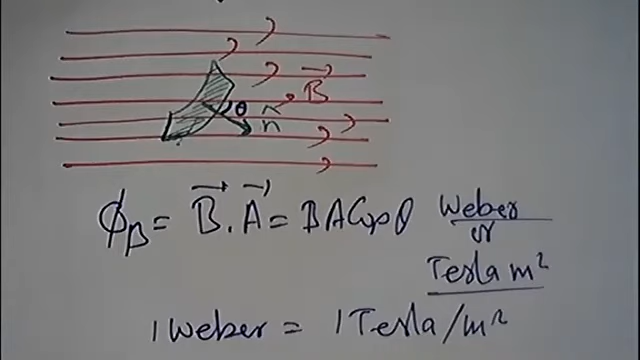 B⃗
θ n̂
n
ϕ_B = B⃗ . A⃗ = BA Cos θ Weber
or
Tesla m²
1 Weber = 1 Tesla/m²